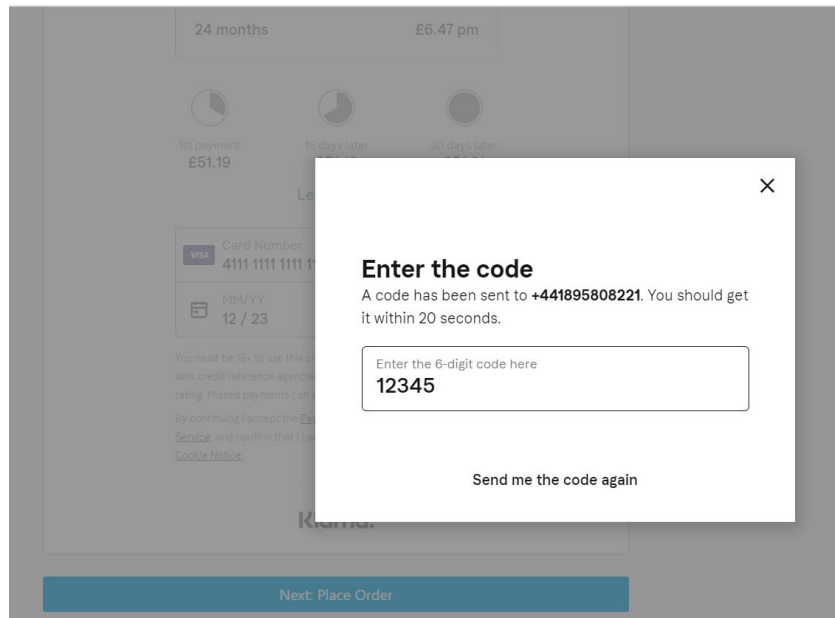 24 months £6.47 pm
1st payment 15 days later 30 days later
£51.19
Enter the code
A code has been sent to +441895808221. You should get
it within 20 seconds.
Enter the 6-digit code here
12345
Send me the code again
VISA Card Number
4111 1111 1111
MM/YY
12 / 23
You must be 18+ to use this
with credit reference agencies
rating. Missed payments can
By continuing I accept the
Service, and confirm that I
Cookie Notice.
Klarna.
Next: Place Order